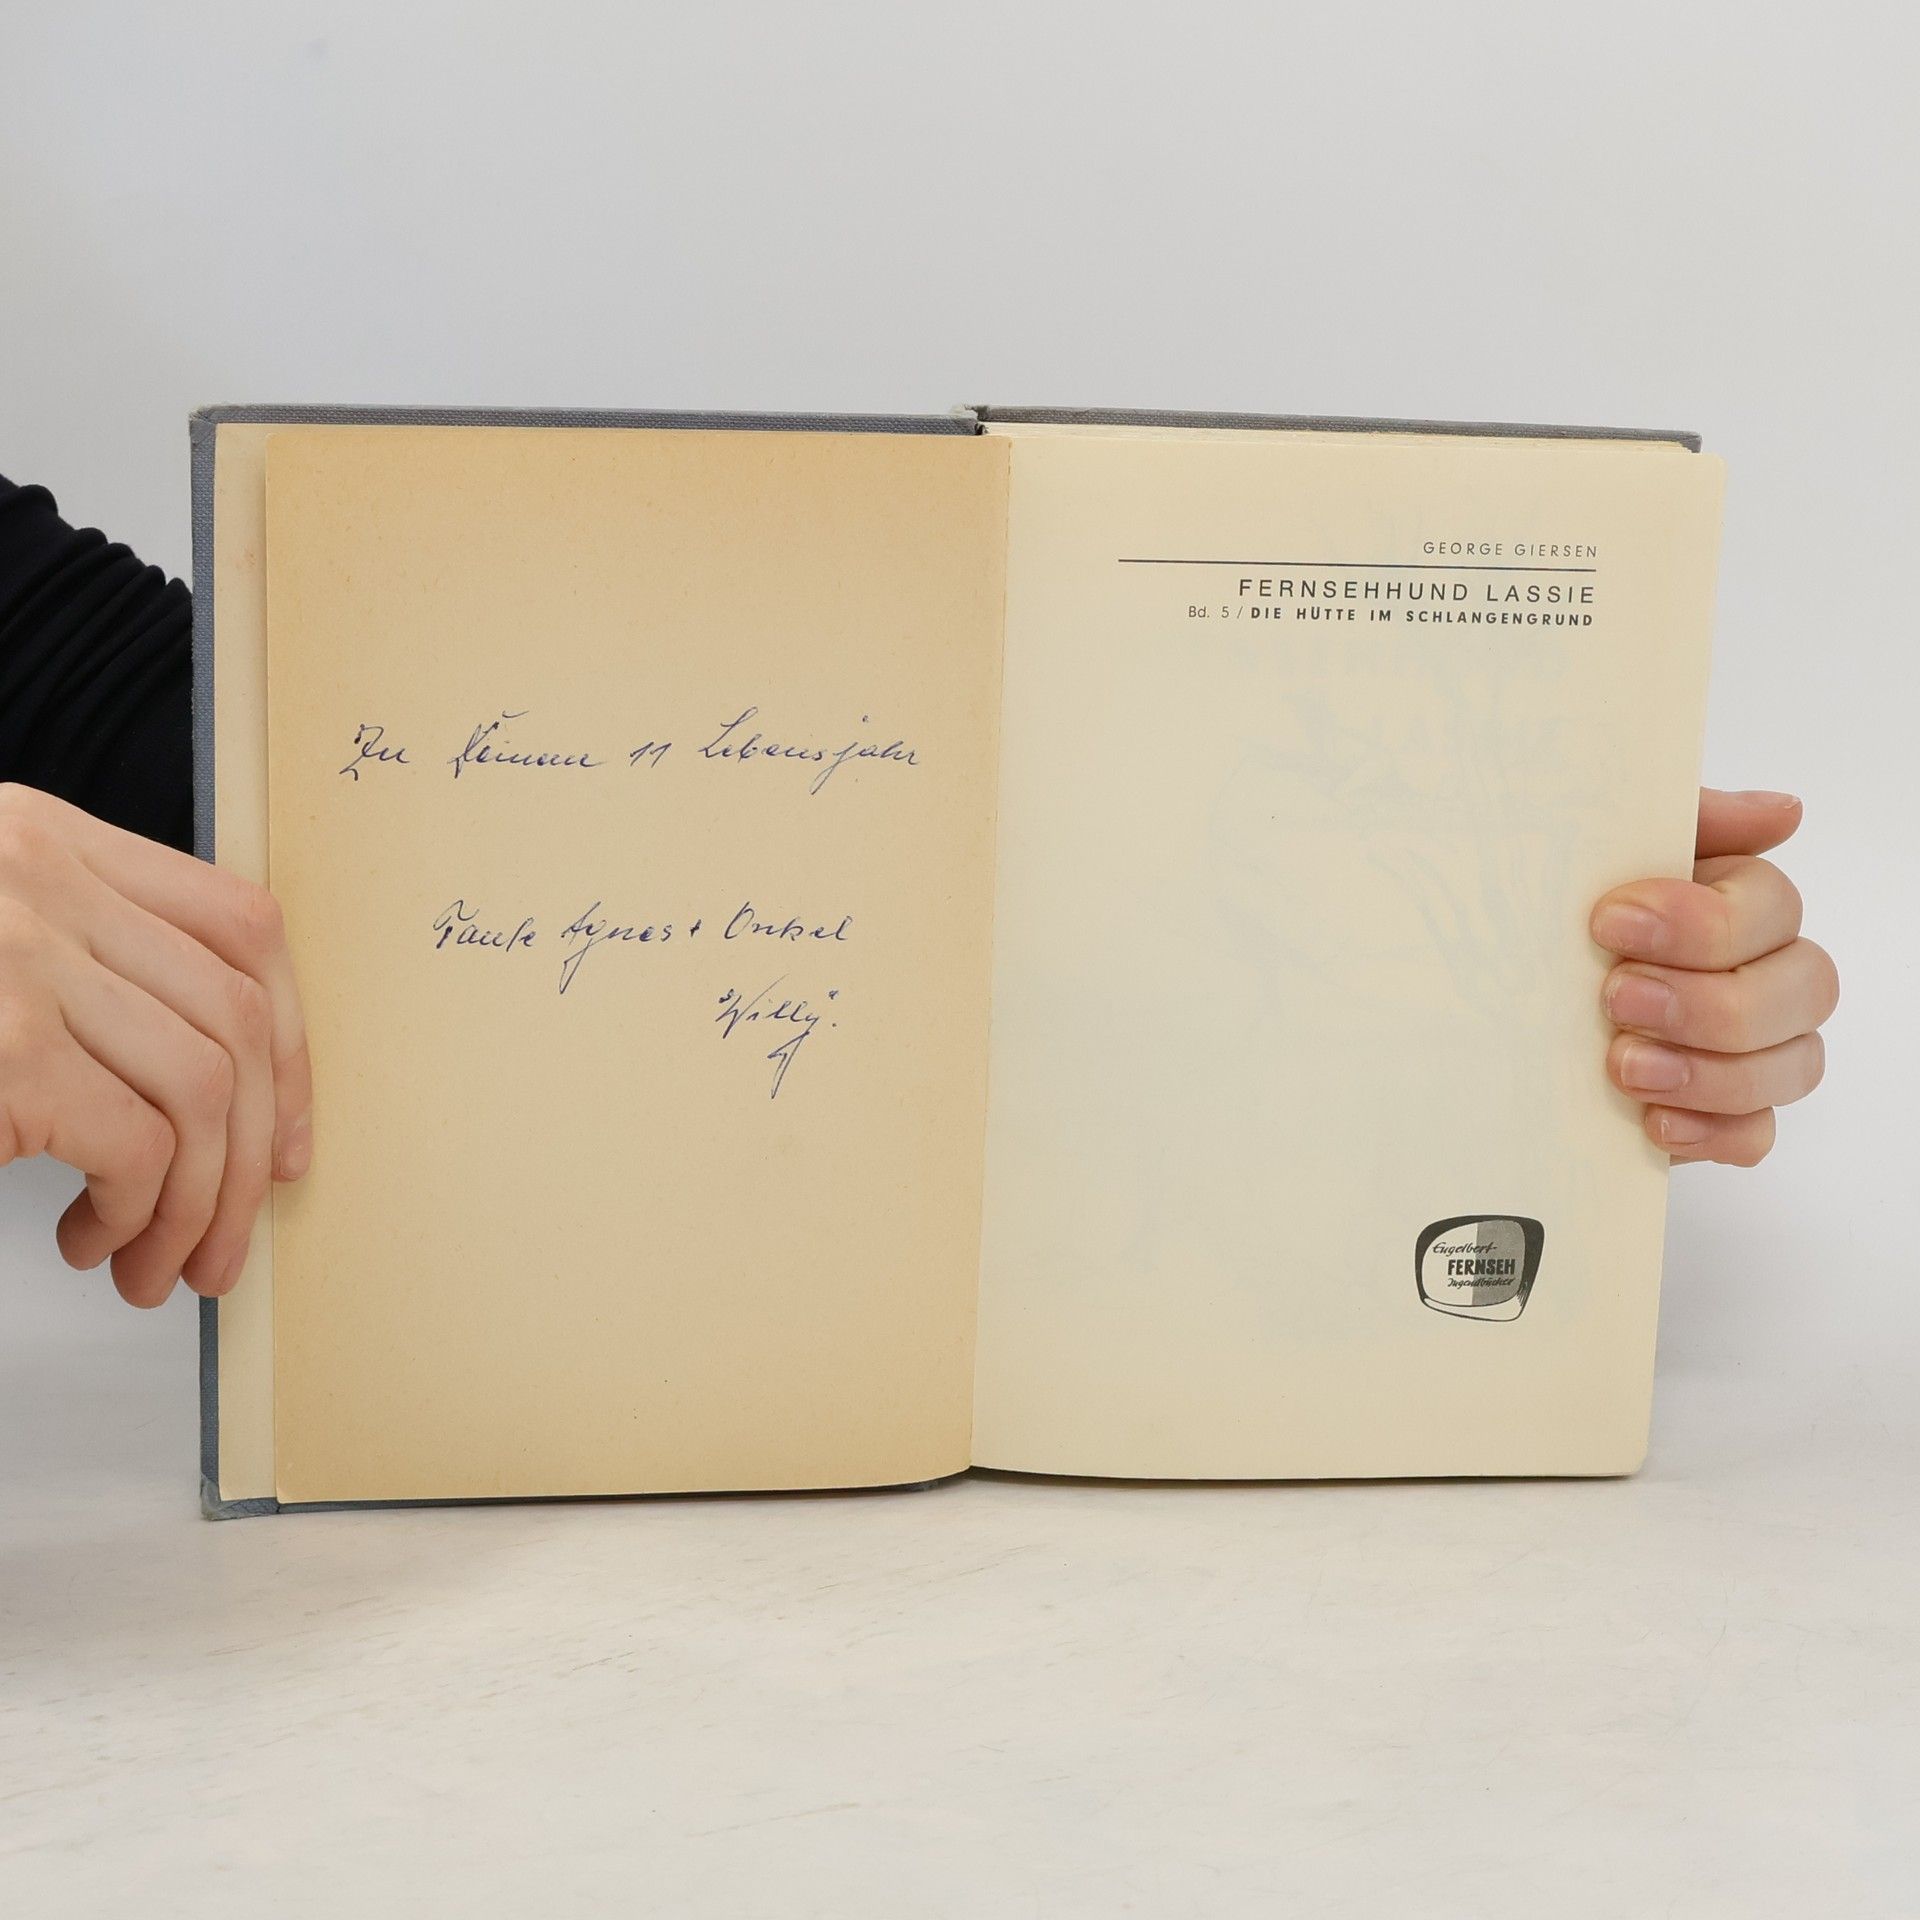 Zu Deinem 11 Lebensjahr
Tante Agnes + Onkel
"Willy".
GEORGE GIERSEN
FERNSEHHUND LASSIE
Bd. 5 / DIE HÜTTE IM SCHLANGENGRUND
Engelbert-
FERNSEH
Jugendbücher